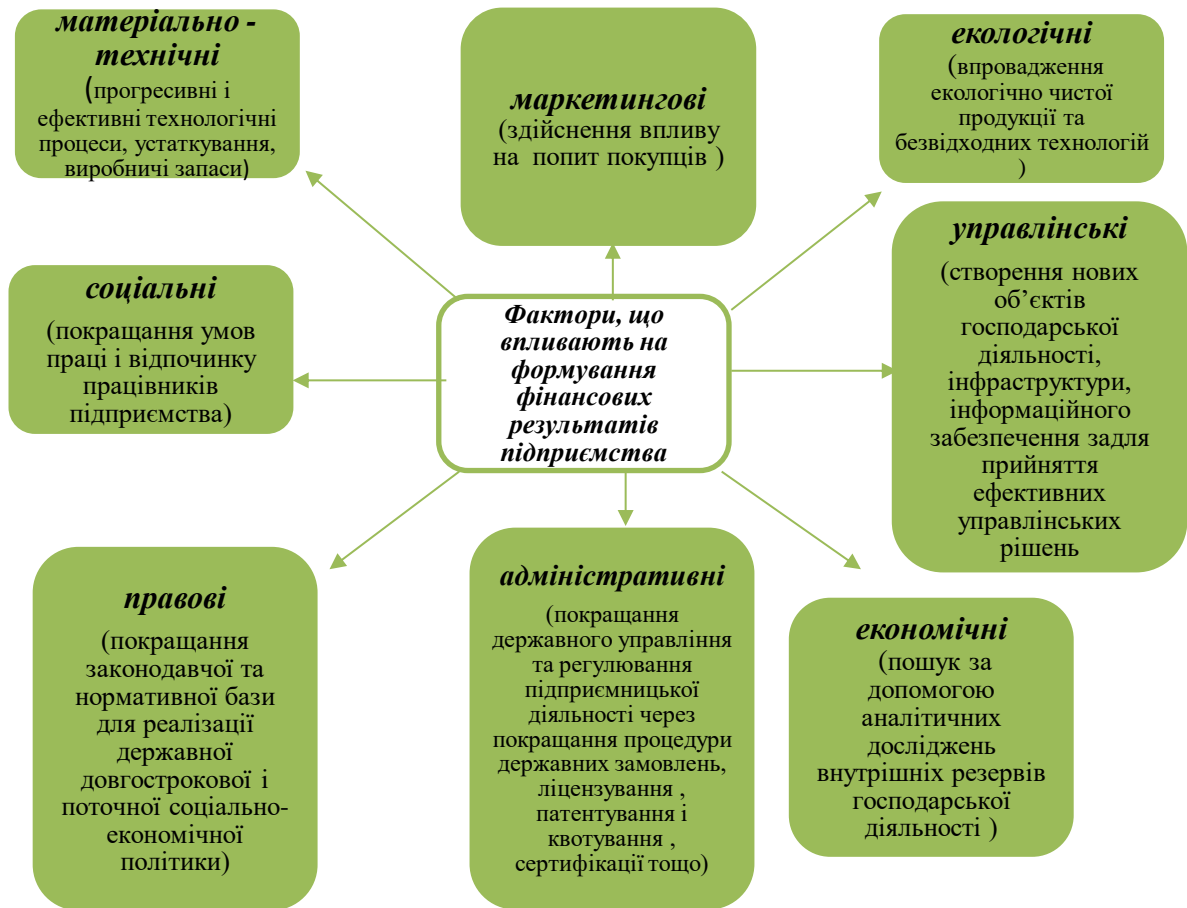 матеріально -
технічні
(прогресивні і
ефективні технологічні
процеси, устаткування,
виробничі запаси)
маркетингові
(здійснення впливу
на попит покупців )
екологічні
(впровадження
екологічно чистої
продукції та
безвідходних технологій
)
соціальні
(покращання умов
праці і відпочинку
працівників
підприємства)
Фактори, що
впливають на
формування
фінансових
результатів
підприємства
управлінські
(створення нових
об’єктів
господарської
діяльності,
інфраструктури,
інформаційного
забезпечення задля
прийняття
ефективних
управлінських
рішень
правові
(покращання
законодавчої та
нормативної бази
для реалізації
державної
довгострокової і
поточної соціально-
економічної
політики)
адміністративні
(покращання
державного управління
та регулювання
підприємницької
діяльності через
покращання процедури
державних замовлень,
ліцензування ,
патентування і
квотування ,
сертифікації тощо)
економічні
(пошук за
допомогою
аналітичних
досліджень
внутрішніх резервів
господарської
діяльності )